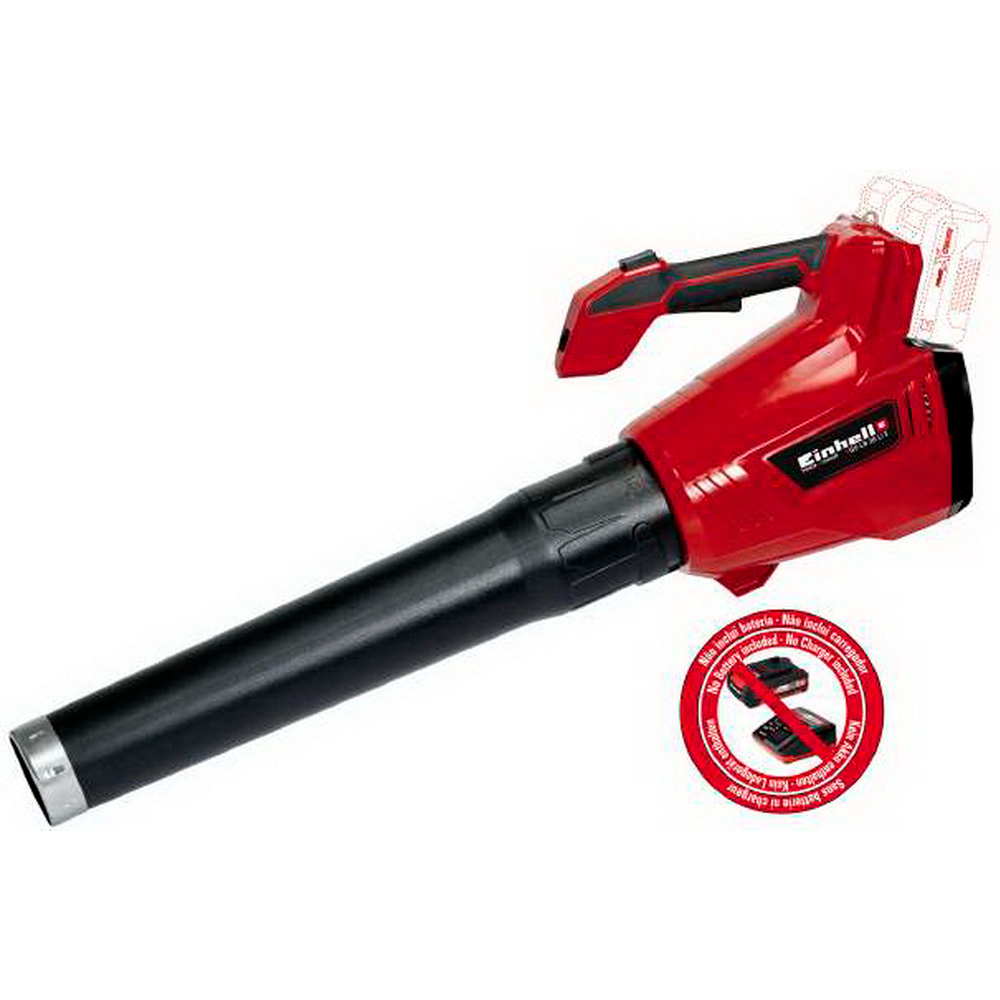 Einhell
Não inclui bateria - Não inclui carregador
No Battery included - No Charger included
Kein Akku enthalten - Kein Ladegerät enthalten
Sans batterie ni chargeur